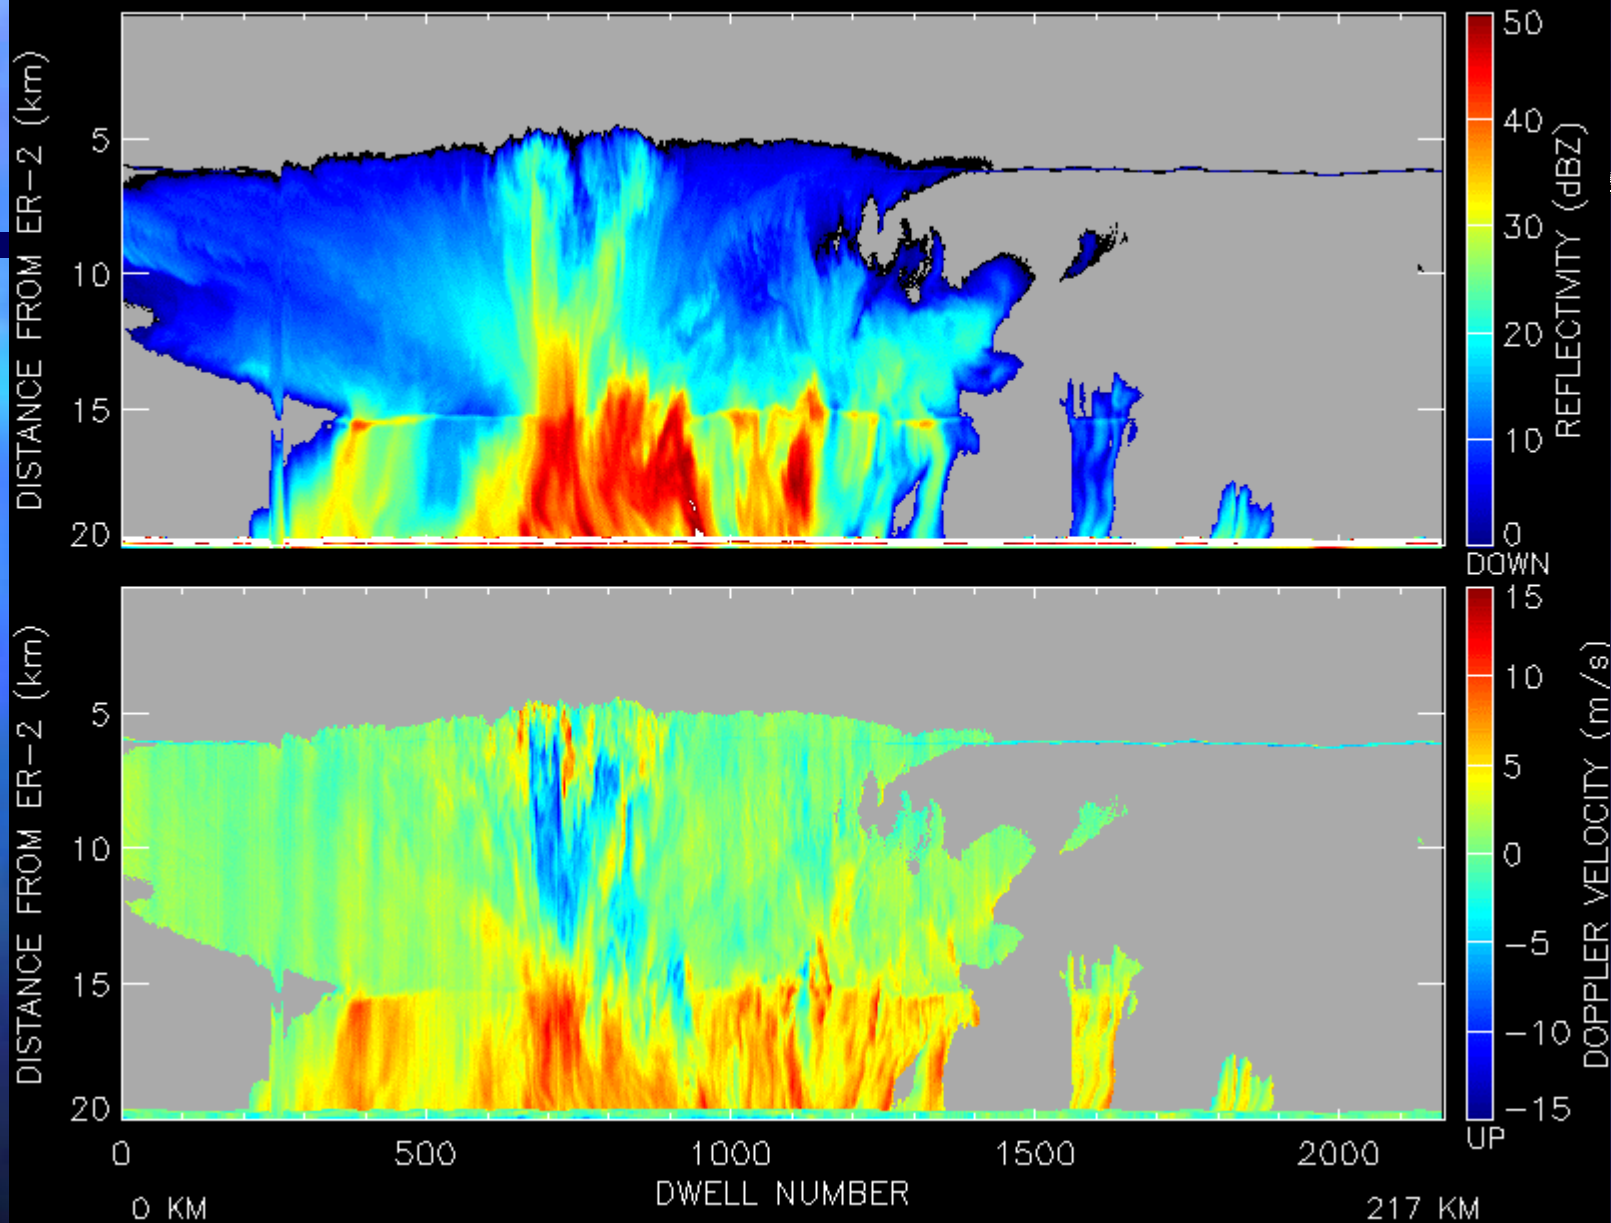 DISTANCE FROM ER-2 (km)
5
10
15
20
50
40
30
20
10
0
REFLECTIVITY (dBZ)
DOWN
DISTANCE FROM ER-2 (km)
5
10
15
20
15
10
5
0
-5
-10
-15
DOPPLER VELOCITY (m/s)
UP
0 500 1000 1500 2000
DWELL NUMBER
0 KM 217 KM